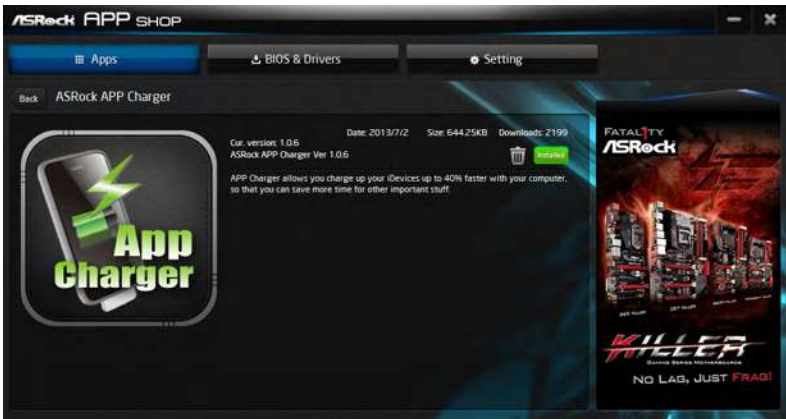 ASRock APP SHOP
Apps
BIOS & Drivers
Setting
Back
ASRock APP Charger
Date: 2013/7/2 Size: 644.25KB Downloads: 2199
Cur. version: 1.0.6
ASRock APP Charger Ver 1.0.6
Installed
APP Charger allows you charge up your iDevices up to 40% faster with your computer,
so that you can save more time for other important stuff.
App
Charger
FATAL1TY
ASRock
KILLER
GAMING SERIES MOTHERBOARDS
NO LAG, JUST FRAG!